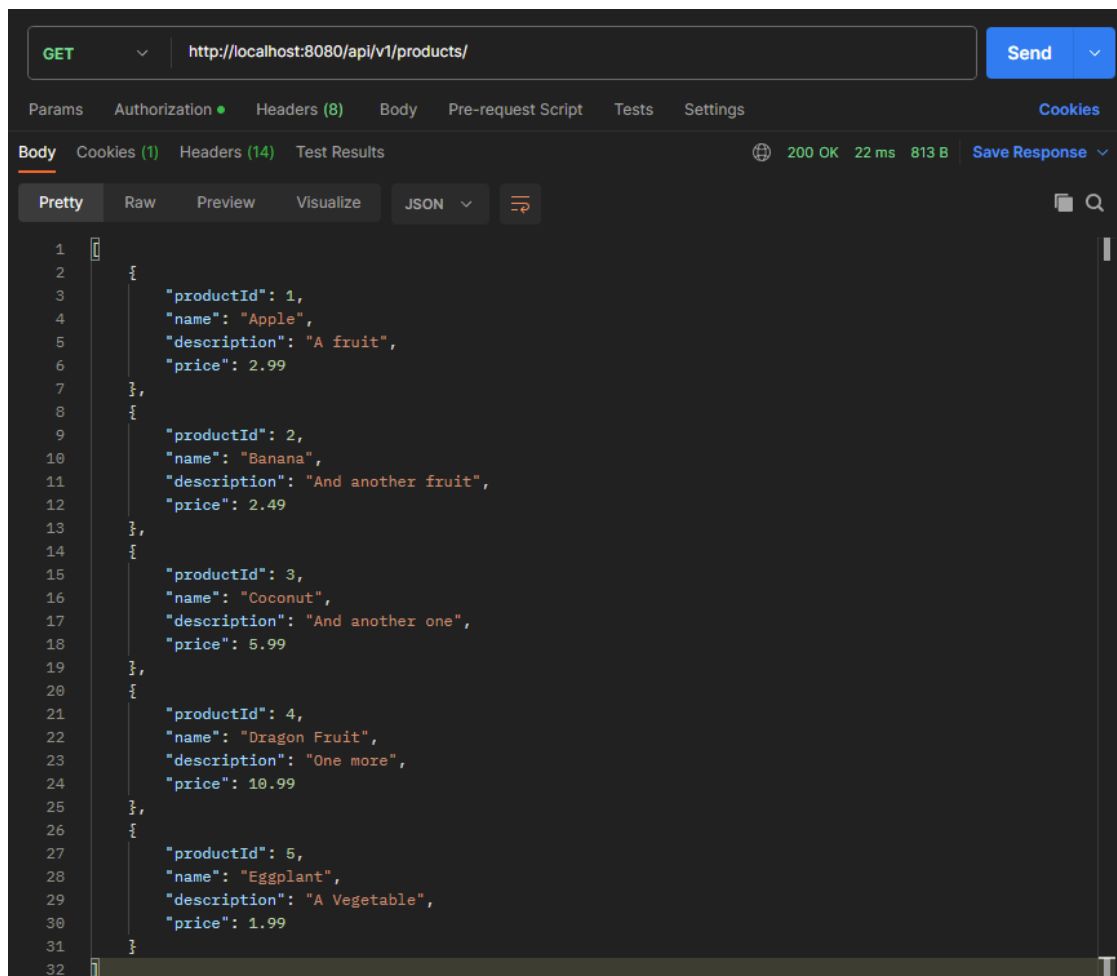 GET http://localhost:8080/api/v1/products/ Send
Params Authorization Headers (8) Body Pre-request Script Tests Settings Cookies
Body Cookies (1) Headers (14) Test Results 200 OK 22 ms 813 B Save Response
Pretty Raw Preview Visualize JSON
1 [
2 {
3 "productId": 1,
4 "name": "Apple",
5 "description": "A fruit",
6 "price": 2.99
7 },
8 {
9 "productId": 2,
10 "name": "Banana",
11 "description": "And another fruit",
12 "price": 2.49
13 },
14 {
15 "productId": 3,
16 "name": "Coconut",
17 "description": "And another one",
18 "price": 5.99
19 },
20 {
21 "productId": 4,
22 "name": "Dragon Fruit",
23 "description": "One more",
24 "price": 10.99
25 },
26 {
27 "productId": 5,
28 "name": "Eggplant",
29 "description": "A Vegetable",
30 "price": 1.99
31 }
32 ]